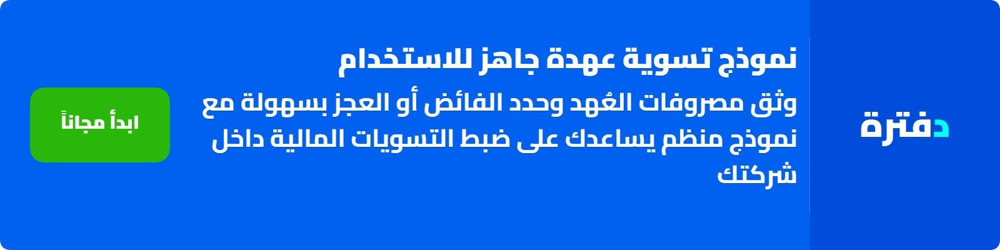 دفترة
نموذج تسوية عهدة جاهز للاستخدام
وثق مصروفات العُهد وحدد الفائض أو العجز بسهولة مع
نموذج منظم يساعدك على ضبط التسويات المالية داخل
شركتك
ابدأ مجاناً